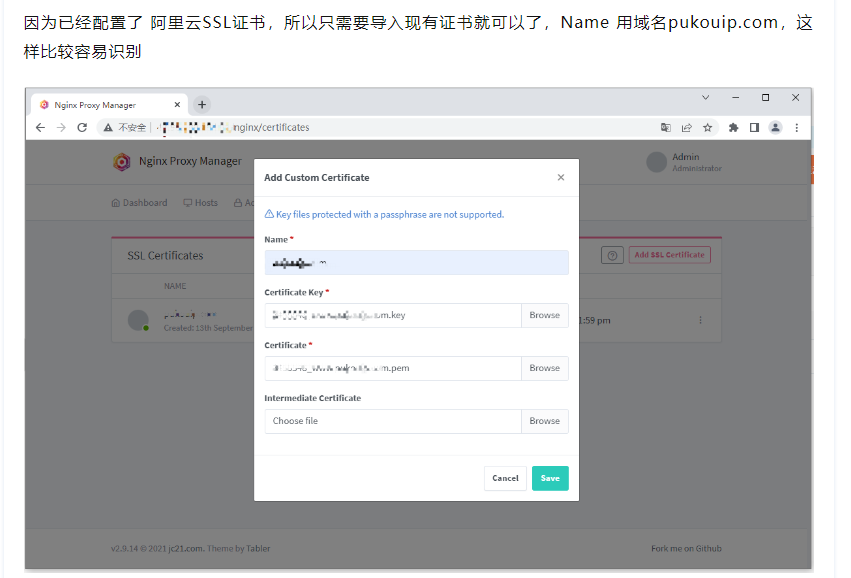 因为已经配置了 阿里云SSL证书，所以只需要导入现有证书就可以了，Name 用域名pukouip.com，这
样比较容易识别
Nginx Proxy Manager
不安全
nginx/certificates
Nginx Proxy Manager
Admin
Administrator
Dashboard Hosts Ac
SSL Certificates
Add SSL Certificate
NAME
Created: 13th September
1:59 pm
Add Custom Certificate
Key files protected with a passphrase are not supported.
Name *
Certificate Key *
m.key Browse
Certificate *
m.pem Browse
Intermediate Certificate
Choose file Browse
Cancel Save
v2.9.14 © 2021 jc21.com. Theme by Tabler
Fork me on Github